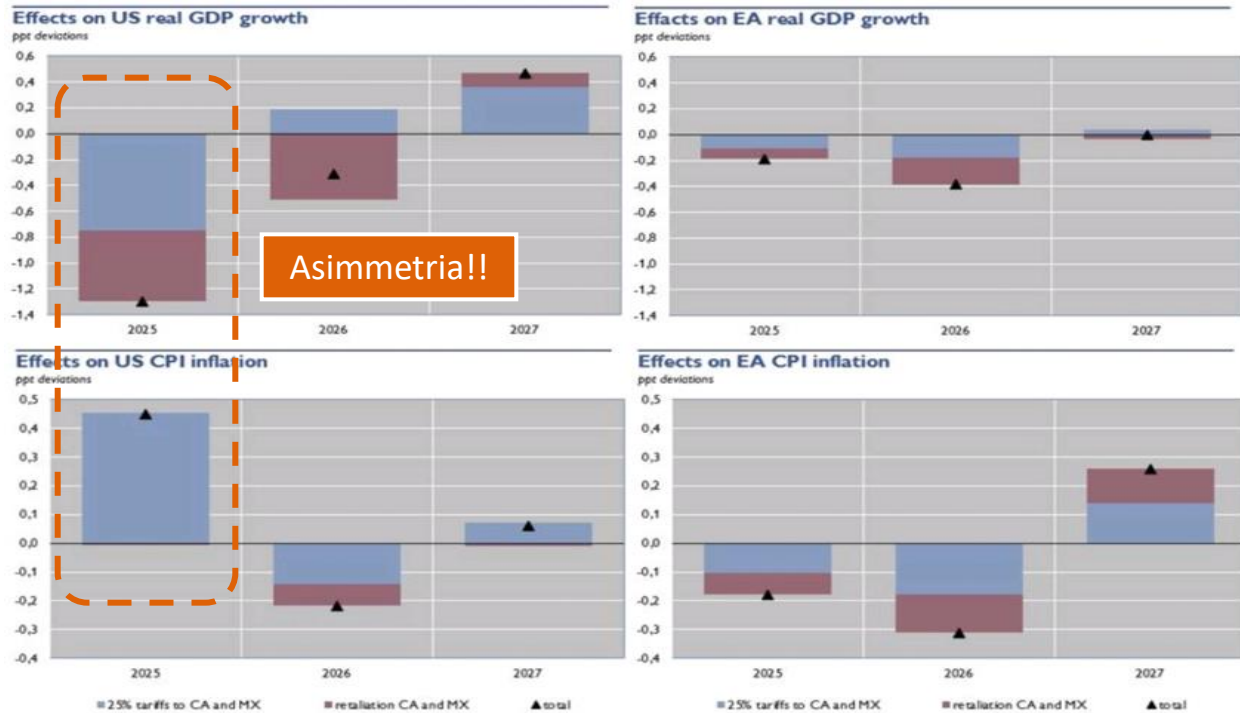 Effects on US real GDP growth
ppt deviations
0,6
0,4
0,2
0,0
-0,2
-0,4
-0,6
-0,8
-1,0
-1,2
-1,4
2025 2026 2027
Asimmetria!!
Effacts on EA real GDP growth
ppt deviations
0,6
0,4
0,2
0,0
-0,2
-0,4
-0,6
-0,8
-1,0
-1,2
-1,4
2025 2026 2027
Effects on US CPI inflation
ppt deviations
0,5
0,4
0,3
0,2
0,1
0,0
-0,1
-0,2
-0,3
-0,4
2025 2026 2027
25% tariffs to CA and MX retaliation CA and MX total
Effects on EA CPI inflation
ppt deviations
0,5
0,4
0,3
0,2
0,1
0,0
-0,1
-0,2
-0,3
-0,4
2025 2026 2027
25% tariffs to CA and MX retaliation CA and MX total